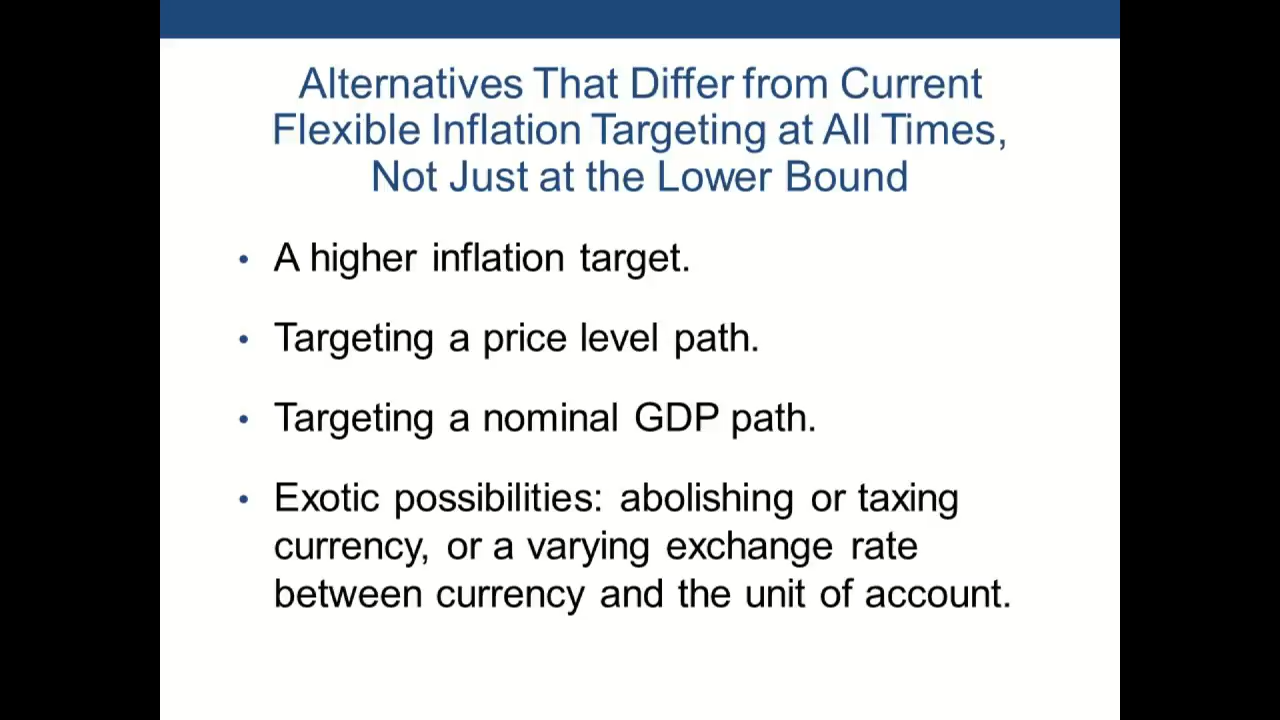 Alternatives That Differ from Current
Flexible Inflation Targeting at All Times,
Not Just at the Lower Bound
• A higher inflation target.
• Targeting a price level path.
• Targeting a nominal GDP path.
• Exotic possibilities: abolishing or taxing
currency, or a varying exchange rate
between currency and the unit of account.